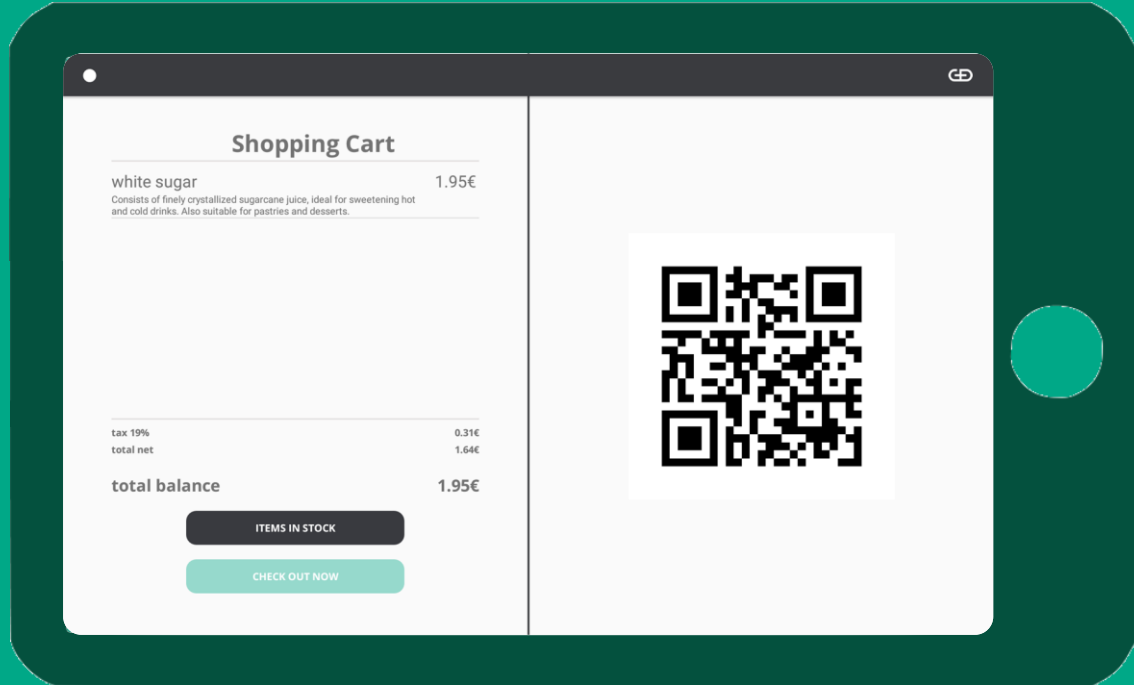 Shopping Cart
white sugar 1.95€
Consists of finely crystallized sugarcane juice, ideal for sweetening hot
and cold drinks. Also suitable for pastries and desserts.
tax 19% 0.31€
total net 1.64€
total balance 1.95€
ITEMS IN STOCK
CHECK OUT NOW